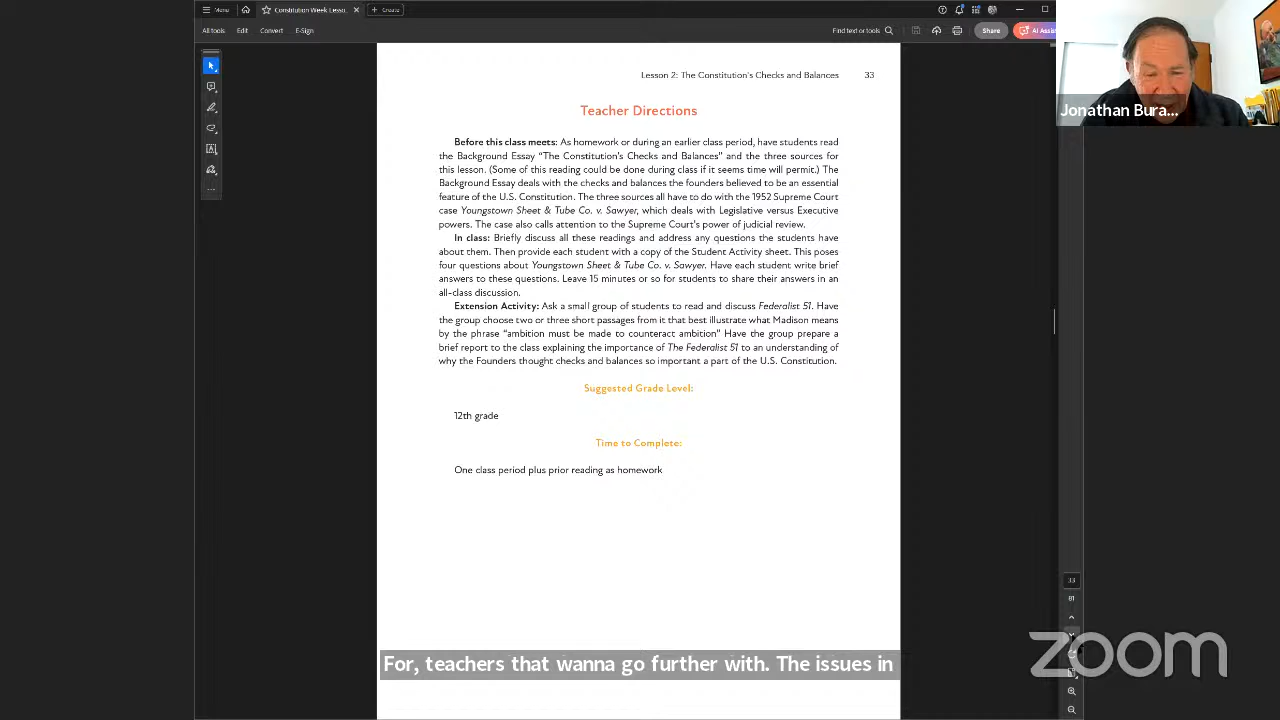 Menu
Constitution Week Lesso...
Create
All tools
Edit
Convert
E-Sign
Find text or tools
Share
AI Assis
Lesson 2: The Constitution's Checks and Balances 33
Teacher Directions
Before this class meets: As homework or during an earlier class period, have students read
the Background Essay “The Constitution’s Checks and Balances” and the three sources for
this lesson. (Some of this reading could be done during class if it seems time will permit.) The
Background Essay deals with the checks and balances the founders believed to be an essential
feature of the U.S. Constitution. The three sources all have to do with the 1952 Supreme Court
case Youngstown Sheet & Tube Co. v. Sawyer, which deals with Legislative versus Executive
powers. The case also calls attention to the Supreme Court’s power of judicial review.
In class: Briefly discuss all these readings and address any questions the students have
about them. Then provide each student with a copy of the Student Activity sheet. This poses
four questions about Youngstown Sheet & Tube Co. v. Sawyer. Have each student write brief
answers to these questions. Leave 15 minutes or so for students to share their answers in an
all-class discussion.
Extension Activity: Ask a small group of students to read and discuss Federalist 51. Have
the group choose two or three short passages from it that best illustrate what Madison means
by the phrase “ambition must be made to counteract ambition” Have the group prepare a
brief report to the class explaining the importance of The Federalist 51 to an understanding of
why the Founders thought checks and balances so important a part of the U.S. Constitution.
Suggested Grade Level:
12th grade
Time to Complete:
One class period plus prior reading as homework
Jonathan Bura...
33
81
For, teachers that wanna go further with. The issues in
zoom